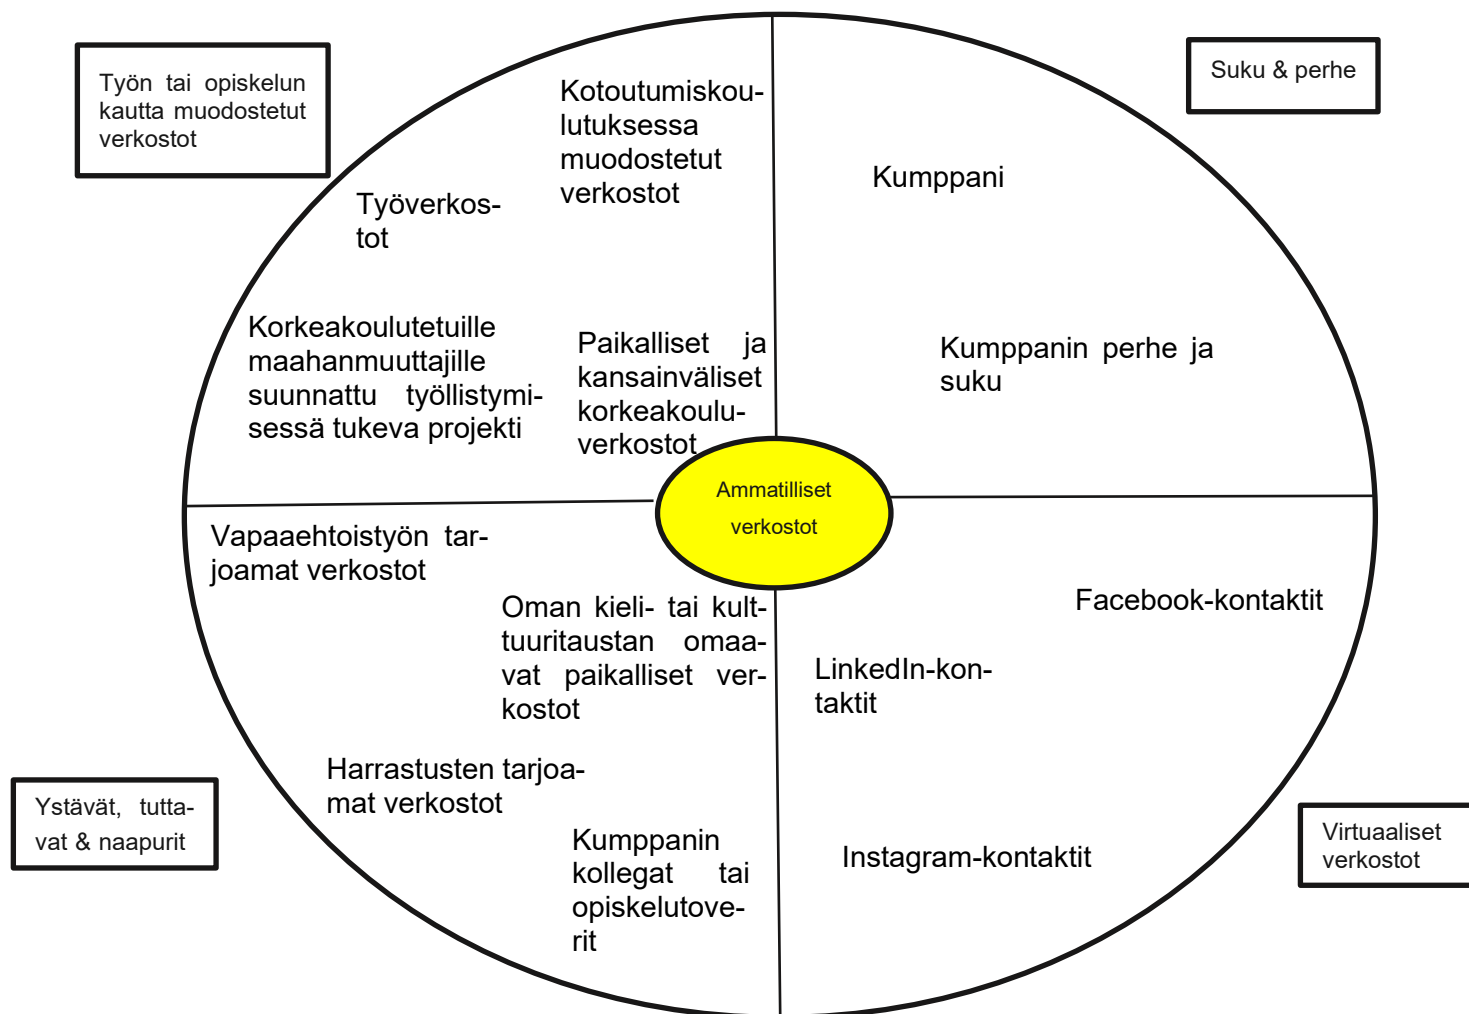 Työn tai opiskelun
kautta muodostetut
verkostot
Suku & perhe
Kotoutumiskou-
lutuksessa
muodostetut
verkostot
Työverkos-
tot
Korkeakoulutetuille
maahanmuuttajille
suunnattu työllistymi-
sessä tukeva projekti
Paikalliset ja
kansainväliset
korkeakoulu-
verkostot
Kumppani
Kumppanin perhe ja
suku
Ammatilliset
verkostot
Vapaaehtoistyön tar-
joamat verkostot
Oman kieli- tai kult-
tuuritaustan omaa-
vat paikalliset ver-
kostot
Harrastusten tarjoa-
mat verkostot
Kumppanin
kollegat tai
opiskelutove-
rit
Facebook-kontaktit
LinkedIn-kon-
taktit
Instagram-kontaktit
Ystävät, tutta-
vat & naapurit
Virtuaaliset
verkostot